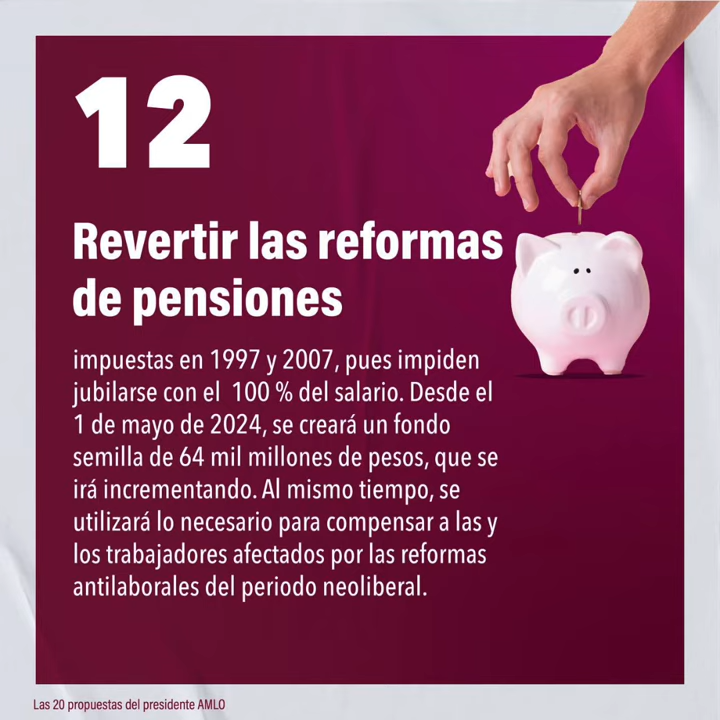 12
Revertir las reformas
de pensiones
impuestas en 1997 y 2007, pues impiden
jubilarse con el 100 % del salario. Desde el
1 de mayo de 2024, se creará un fondo
semilla de 64 mil millones de pesos, que se
irá incrementando. Al mismo tiempo, se
utilizará lo necesario para compensar a las y
los trabajadores afectados por las reformas
antilaborales del periodo neoliberal.
Las 20 propuestas del presidente AMLO